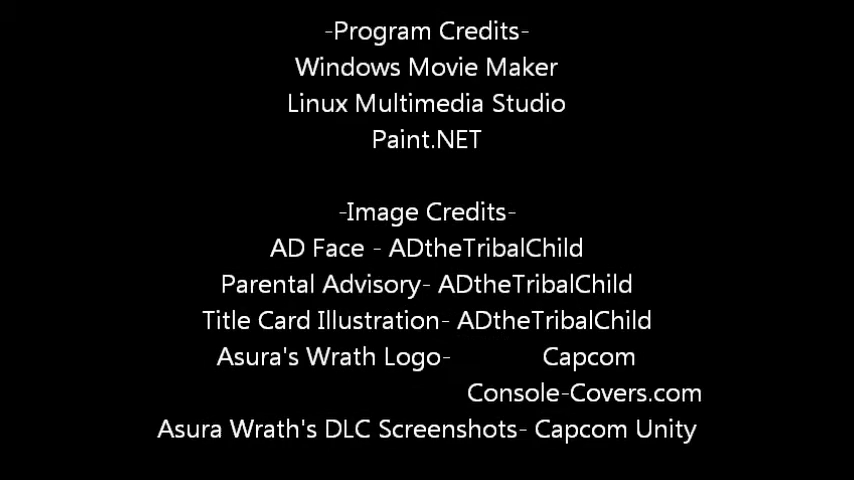 -Program Credits-
Windows Movie Maker
Linux Multimedia Studio
Paint.NET
-Image Credits-
AD Face - ADtheTribalChild
Parental Advisory- ADtheTribalChild
Title Card Illustration- ADtheTribalChild
Asura's Wrath Logo- Capcom
Console-Covers.com
Asura Wrath's DLC Screenshots- Capcom Unity